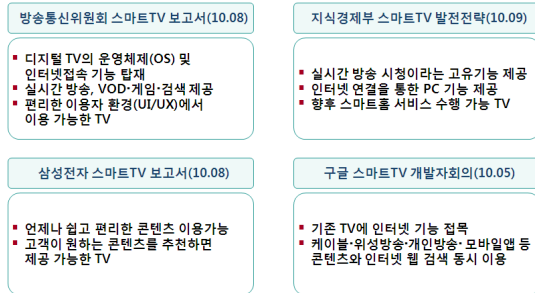 방송통신위원회 스마트TV 보고서(10.08)
▪ 디지털 TV의 운영체제(OS) 및
인터넷접속 기능 탑재
▪ 실시간 방송, VOD·게임·검색 제공
▪ 편리한 이용자 환경(UI/UX)에서
이용 가능한 TV
지식경제부 스마트TV 발전전략(10.09)
▪ 실시간 방송 시청이라는 고유기능 제공
▪ 인터넷 연결을 통한 PC 기능 제공
▪ 향후 스마트홈 서비스 수행 가능 TV
삼성전자 스마트TV 보고서(10.08)
▪ 언제나 쉽고 편리한 콘텐츠 이용가능
▪ 고객이 원하는 콘텐츠를 추천하면
제공 가능한 TV
구글 스마트TV 개발자회의(10.05)
▪ 기존 TV에 인터넷 기능 접목
▪ 케이블·위성방송·개인방송· 모바일앱 등
콘텐츠와 인터넷 웹 검색 동시 이용